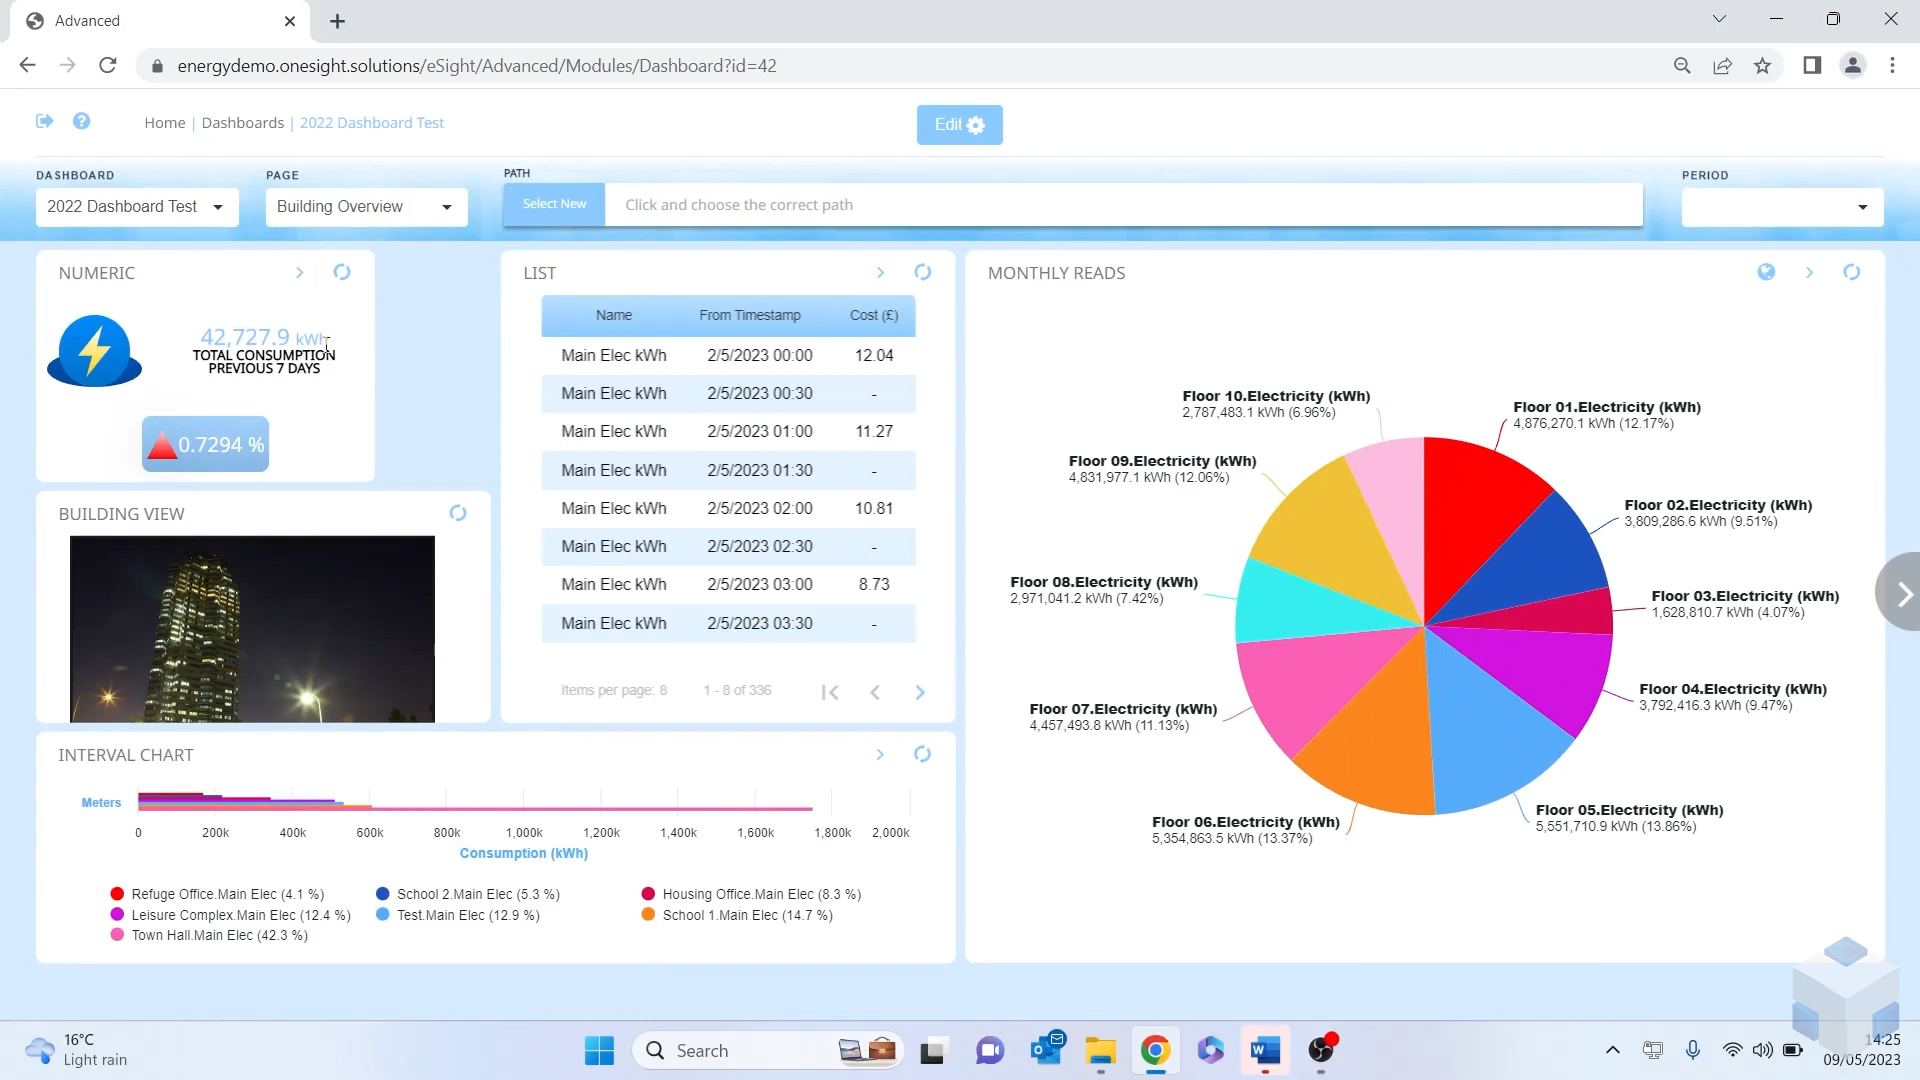 Advanced
energydemo.onesight.solutions/eSight/Advanced/Modules/Dashboard?id=42
Home | Dashboards | 2022 Dashboard Test
Edit
DASHBOARD
2022 Dashboard Test
PAGE
Building Overview
PATH
Select New
Click and choose the correct path
PERIOD
NUMERIC
42,727.9 kWh
TOTAL CONSUMPTION
PREVIOUS 7 DAYS
0.7294 %
BUILDING VIEW
LIST
Name From Timestamp Cost (£)
Main Elec kWh 2/5/2023 00:00 12.04
Main Elec kWh 2/5/2023 00:30 -
Main Elec kWh 2/5/2023 01:00 11.27
Main Elec kWh 2/5/2023 01:30 -
Main Elec kWh 2/5/2023 02:00 10.81
Main Elec kWh 2/5/2023 02:30 -
Main Elec kWh 2/5/2023 03:00 8.73
Main Elec kWh 2/5/2023 03:30 -
Items per page: 8 1 - 8 of 336
INTERVAL CHART
Meters
0 200k 400k 600k 800k 1,000k 1,200k 1,400k 1,600k 1,800k 2,000k
Consumption (kWh)
Refuge Office.Main Elec (4.1 %) School 2.Main Elec (5.3 %) Housing Office.Main Elec (8.3 %)
Leisure Complex.Main Elec (12.4 %) Test.Main Elec (12.9 %) School 1.Main Elec (14.7 %)
Town Hall.Main Elec (42.3 %)
MONTHLY READS
Floor 10.Electricity (kWh)
2,787,483.1 kWh (6.96%)
Floor 01.Electricity (kWh)
4,876,270.1 kWh (12.17%)
Floor 09.Electricity (kWh)
4,831,977.1 kWh (12.06%)
Floor 02.Electricity (kWh)
3,809,286.6 kWh (9.51%)
Floor 08.Electricity (kWh)
2,971,041.2 kWh (7.42%)
Floor 03.Electricity (kWh)
1,628,810.7 kWh (4.07%)
Floor 04.Electricity (kWh)
3,792,416.3 kWh (9.47%)
Floor 07.Electricity (kWh)
4,457,493.8 kWh (11.13%)
Floor 05.Electricity (kWh)
5,551,710.9 kWh (13.86%)
Floor 06.Electricity (kWh)
5,354,863.5 kWh (13.37%)
16°C
Light rain
Search
14:25
09/05/2023